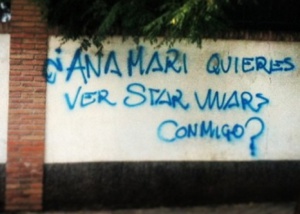 ¿ANA MARI QUIERES
VER STAR WARS
CONMIGO?